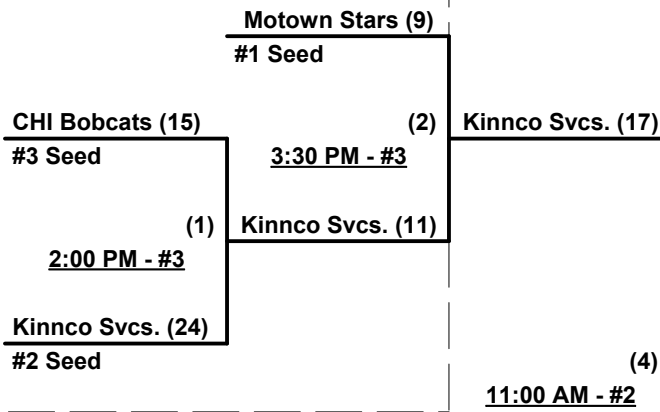 Motown Stars (9)
#1 Seed
CHI Bobcats (15)
(2)
Kinnco Svcs. (17)
#3 Seed
3:30 PM - #3
(1)
Kinnco Svcs. (11)
2:00 PM - #3
Kinnco Svcs. (24)
#2 Seed
(4)
11:00 AM - #2